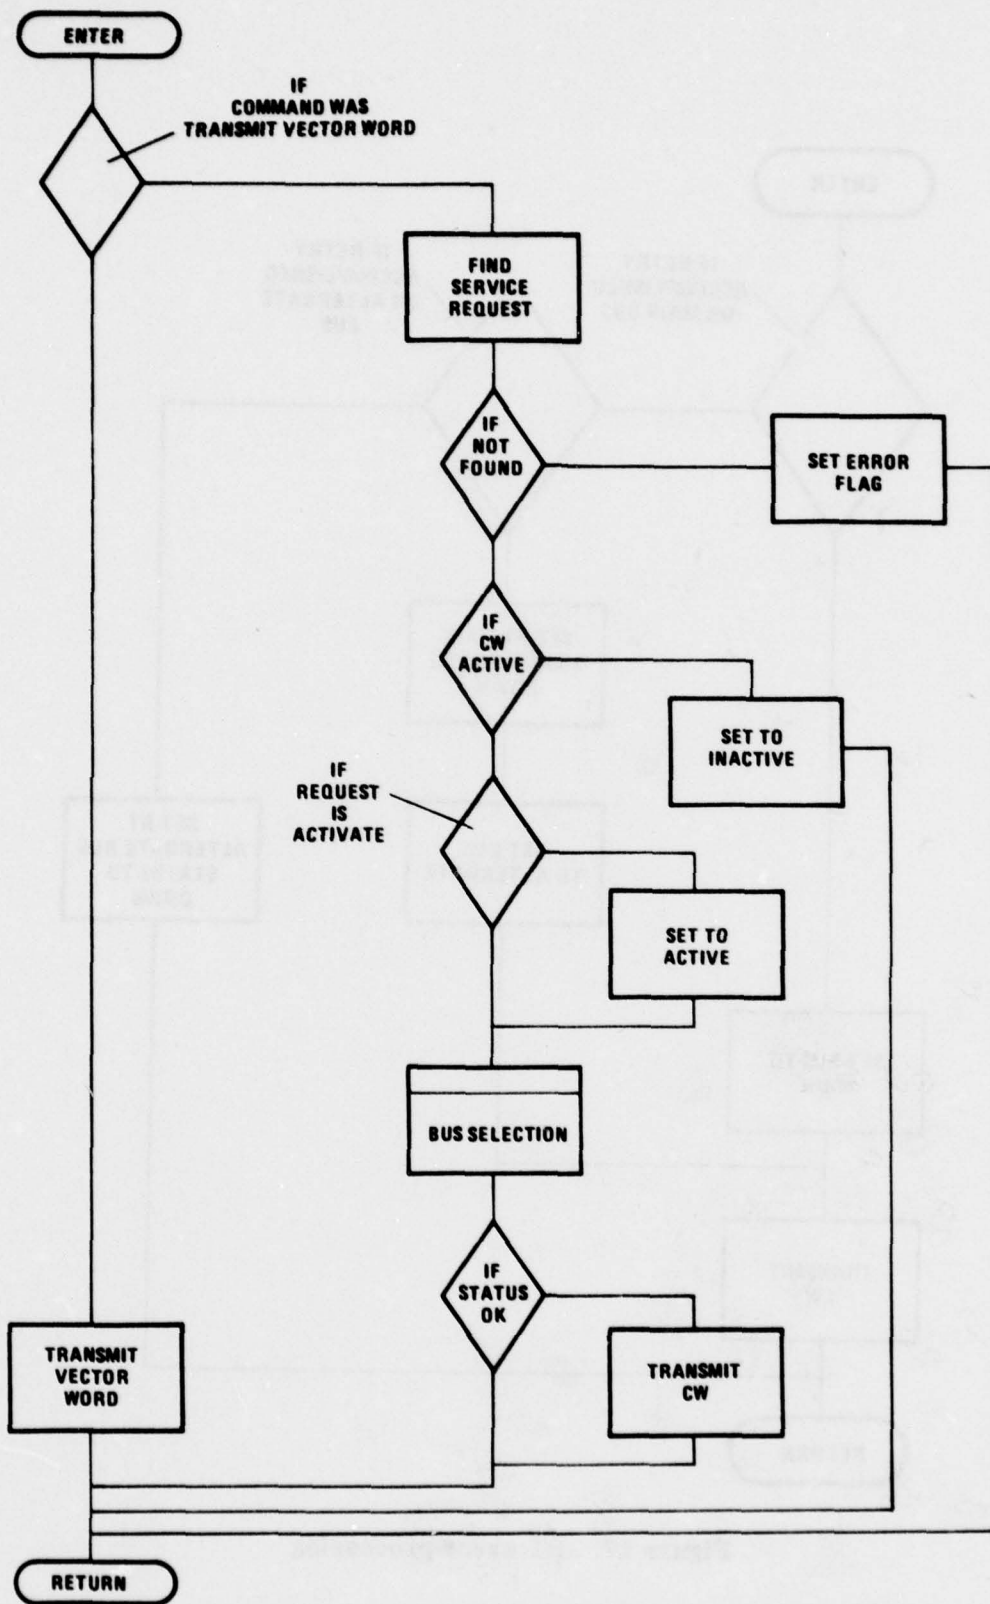 ENTER
IF
COMMAND WAS
TRANSMIT VECTOR WORD
FIND
SERVICE
REQUEST
IF
NOT
FOUND
SET ERROR
FLAG
IF
CW
ACTIVE
SET TO
INACTIVE
IF
REQUEST
IS
ACTIVATE
SET TO
ACTIVE
BUS SELECTION
IF
STATUS
OK
TRANSMIT
CW
TRANSMIT
VECTOR
WORD
RETURN